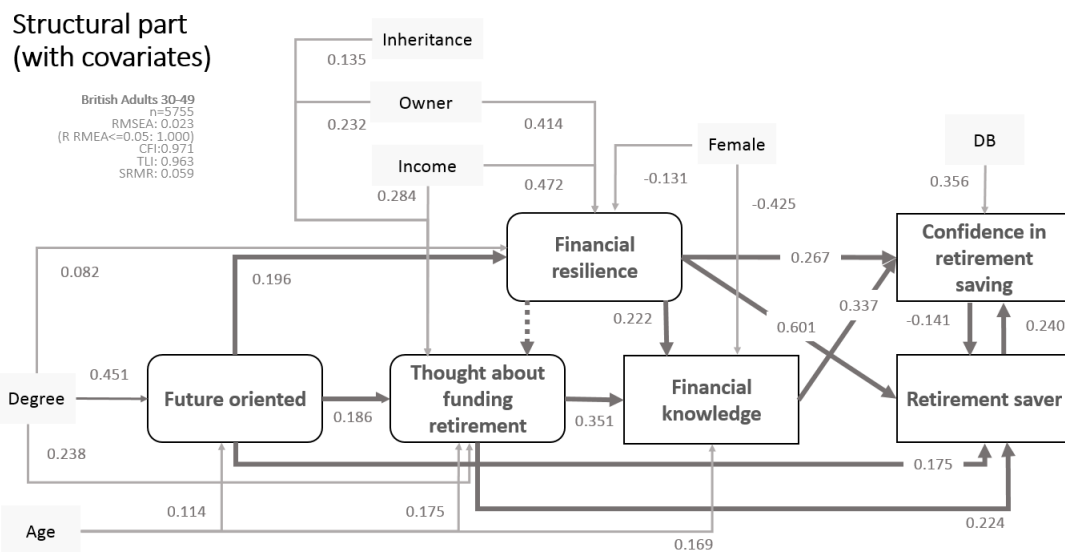 Structural part
(with covariates)
British Adults 30-49
n=5755
RMSEA: 0.023
(R RMEA<=0.05: 1.000)
CFI:0.971
TLI: 0.963
SRMR: 0.059
Inheritance
0.135
Owner
0.232
0.414
Income
0.284
0.472
Female
-0.131
-0.425
DB
0.356
Financial
resilience
Confidence in
retirement
saving
0.082
0.196
0.267
0.337
0.222
0.601
-0.141
0.240
Degree
0.451
Future oriented
0.186
Thought about
funding
retirement
0.351
Financial
knowledge
Retirement saver
0.238
0.175
0.114
0.175
0.224
Age
0.169